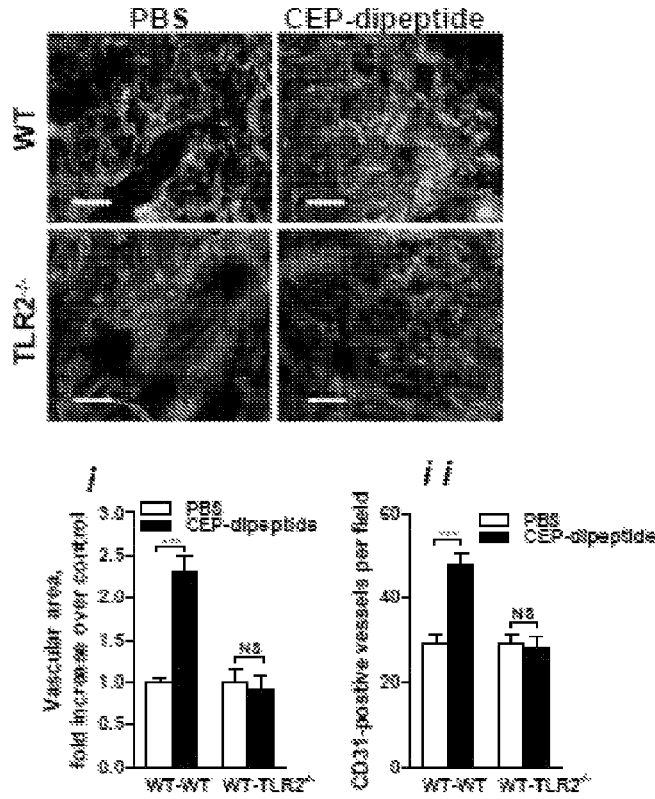 PBS CEP-dipeptide
WT
TLR2-/-
i
ii
Vascular area,
fold increase over control
3.0
2.5
2.0
1.5
1.0
0.5
0.0
PBS
CEP-dipeptide
***
NS
WT-WT WT-TLR2-/-
CD31-postive vessels per field
60
40
20
0
PBS
CEP-dipeptide
***
NS
WT-WT WT-TLR2-/-